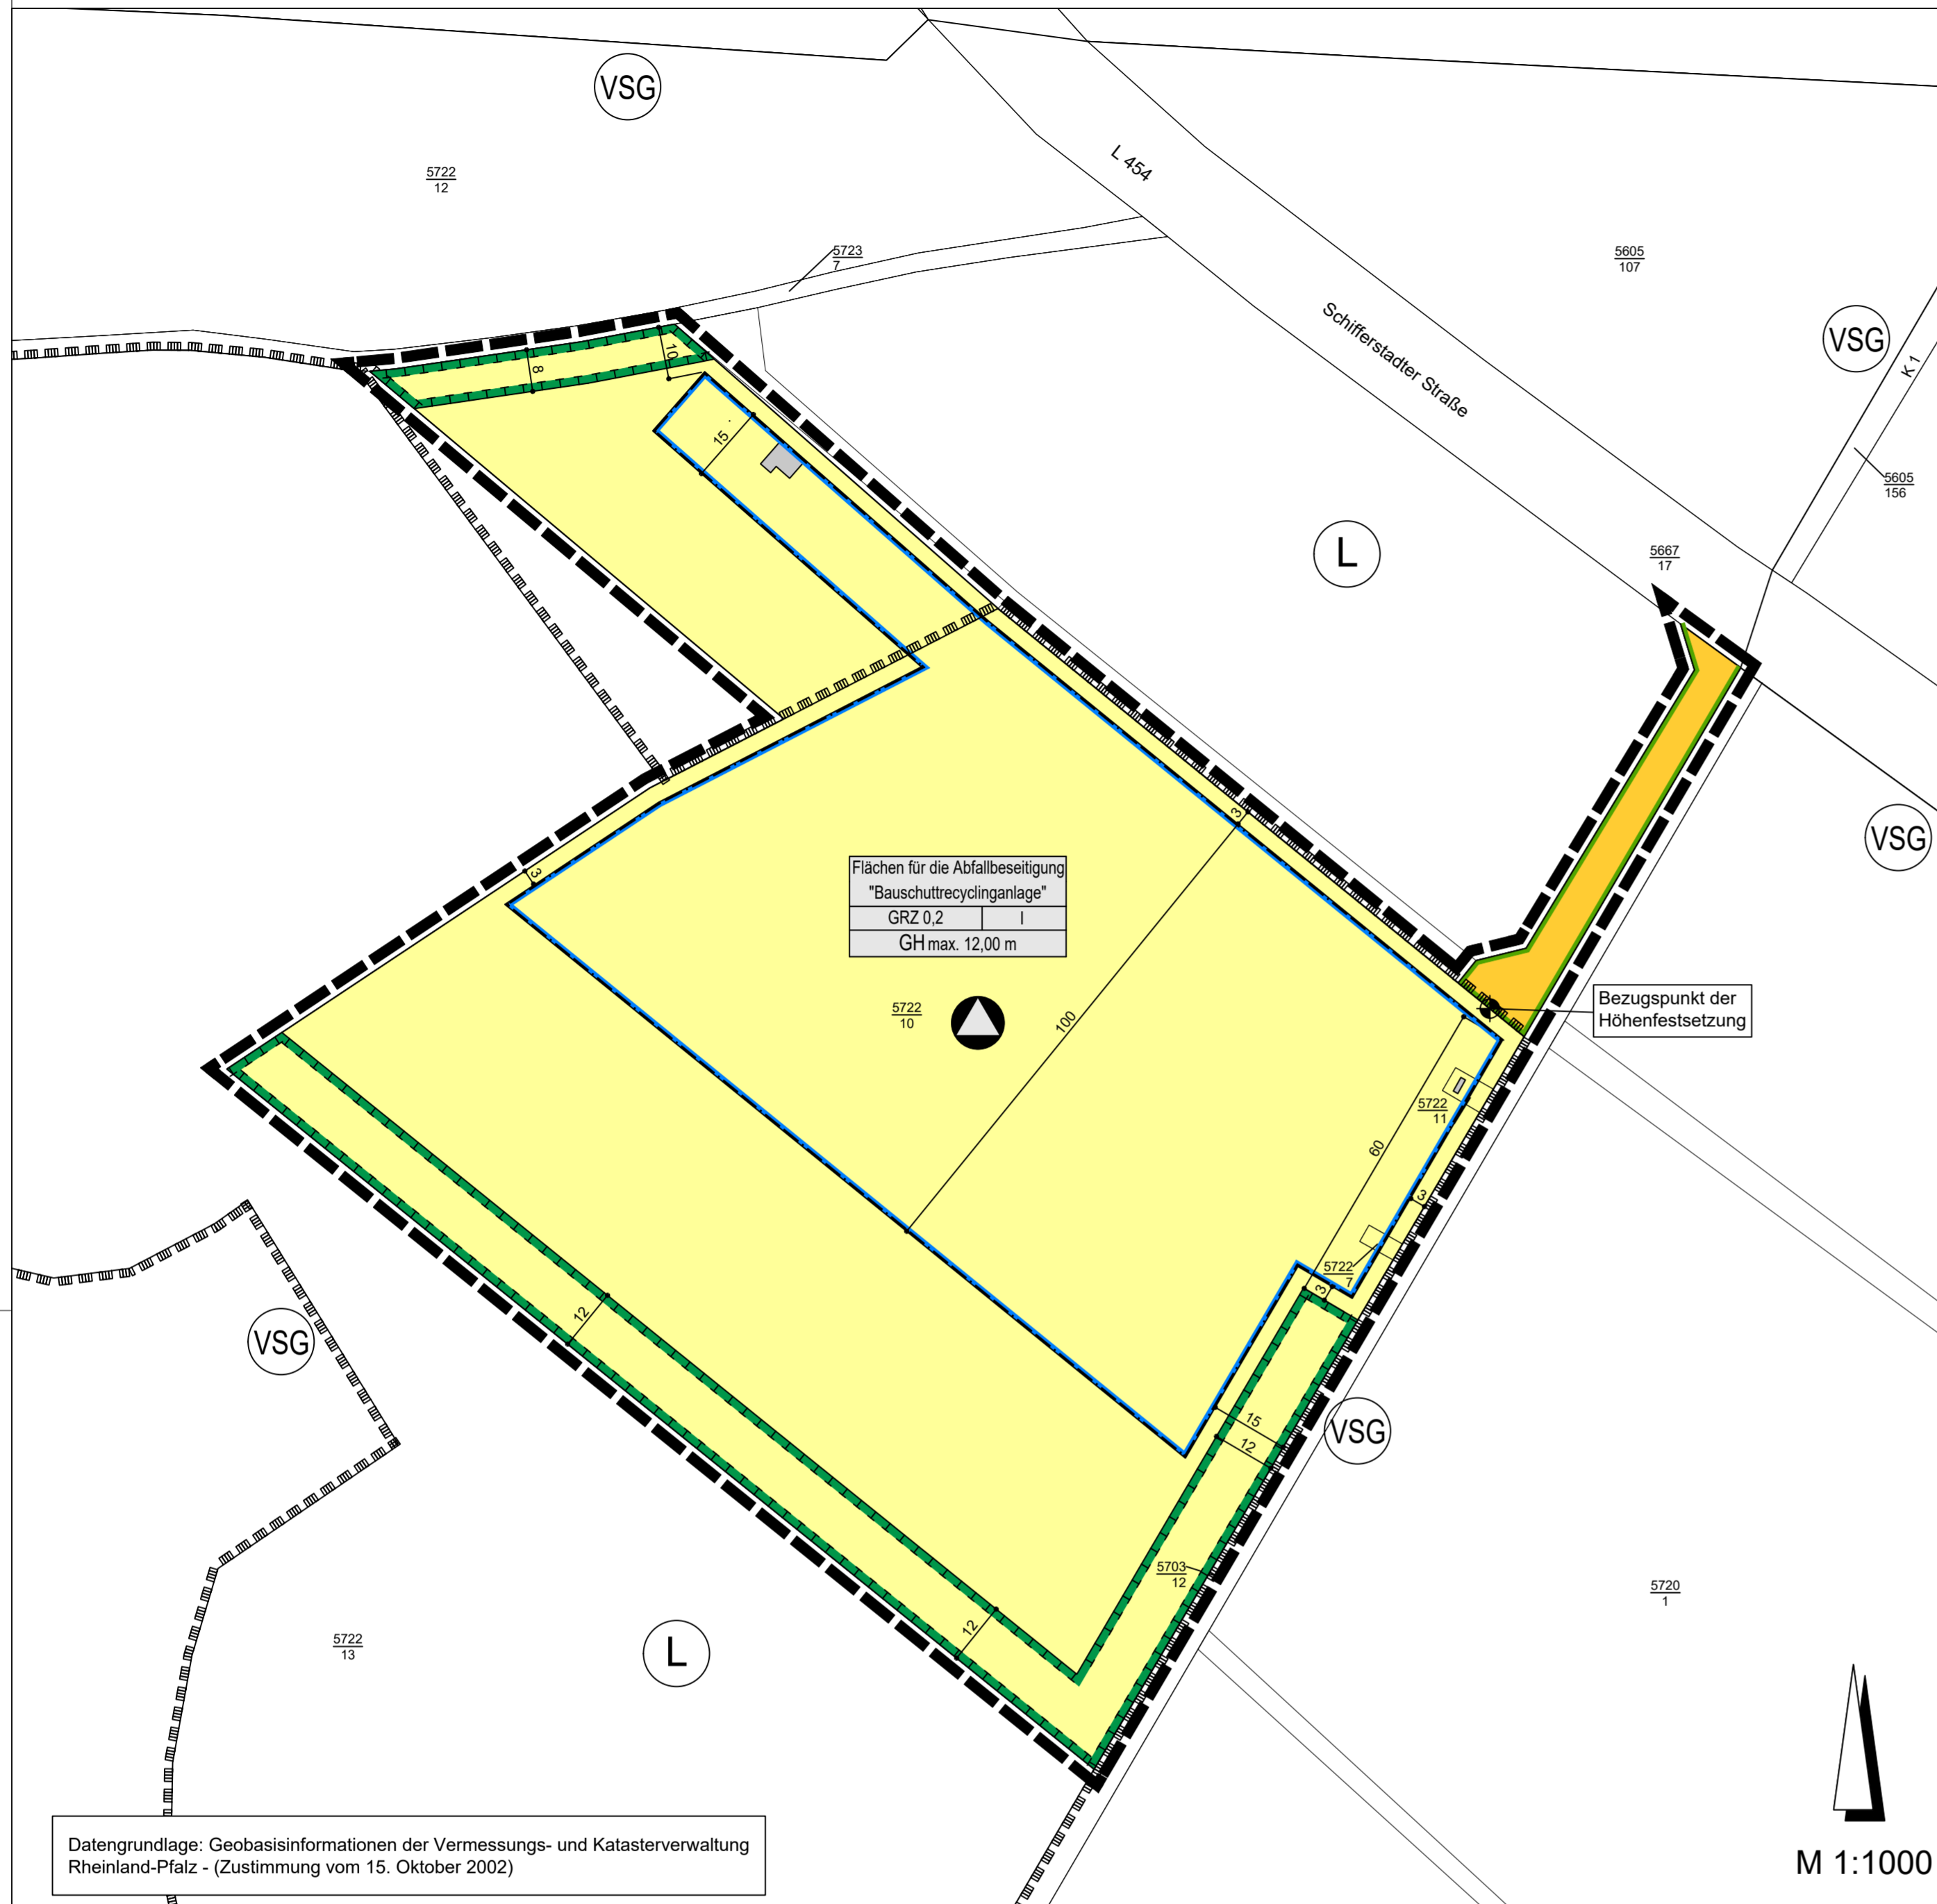 VSG
L 454
5722
12
5723
7
5605
107
Schifferstadter Straße
VSG
K 1
10
8
15
5605
156
L
5667
17
3
VSG
3
Flächen für die Abfallbeseitigung
"Bauschuttrecyclinganlage"
GRZ 0,2 I
GH max. 12,00 m
5722
10
100
Bezugspunkt der
Höhenfestsetzung
5722
11
60
3
5722
7
3
VSG
12
15
12
VSG
5703
12
5720
1
12
5722
13
L
Datengrundlage: Geobasisinformationen der Vermessungs- und Katasterverwaltung
Rheinland-Pfalz - (Zustimmung vom 15. Oktober 2002)
M 1:1000